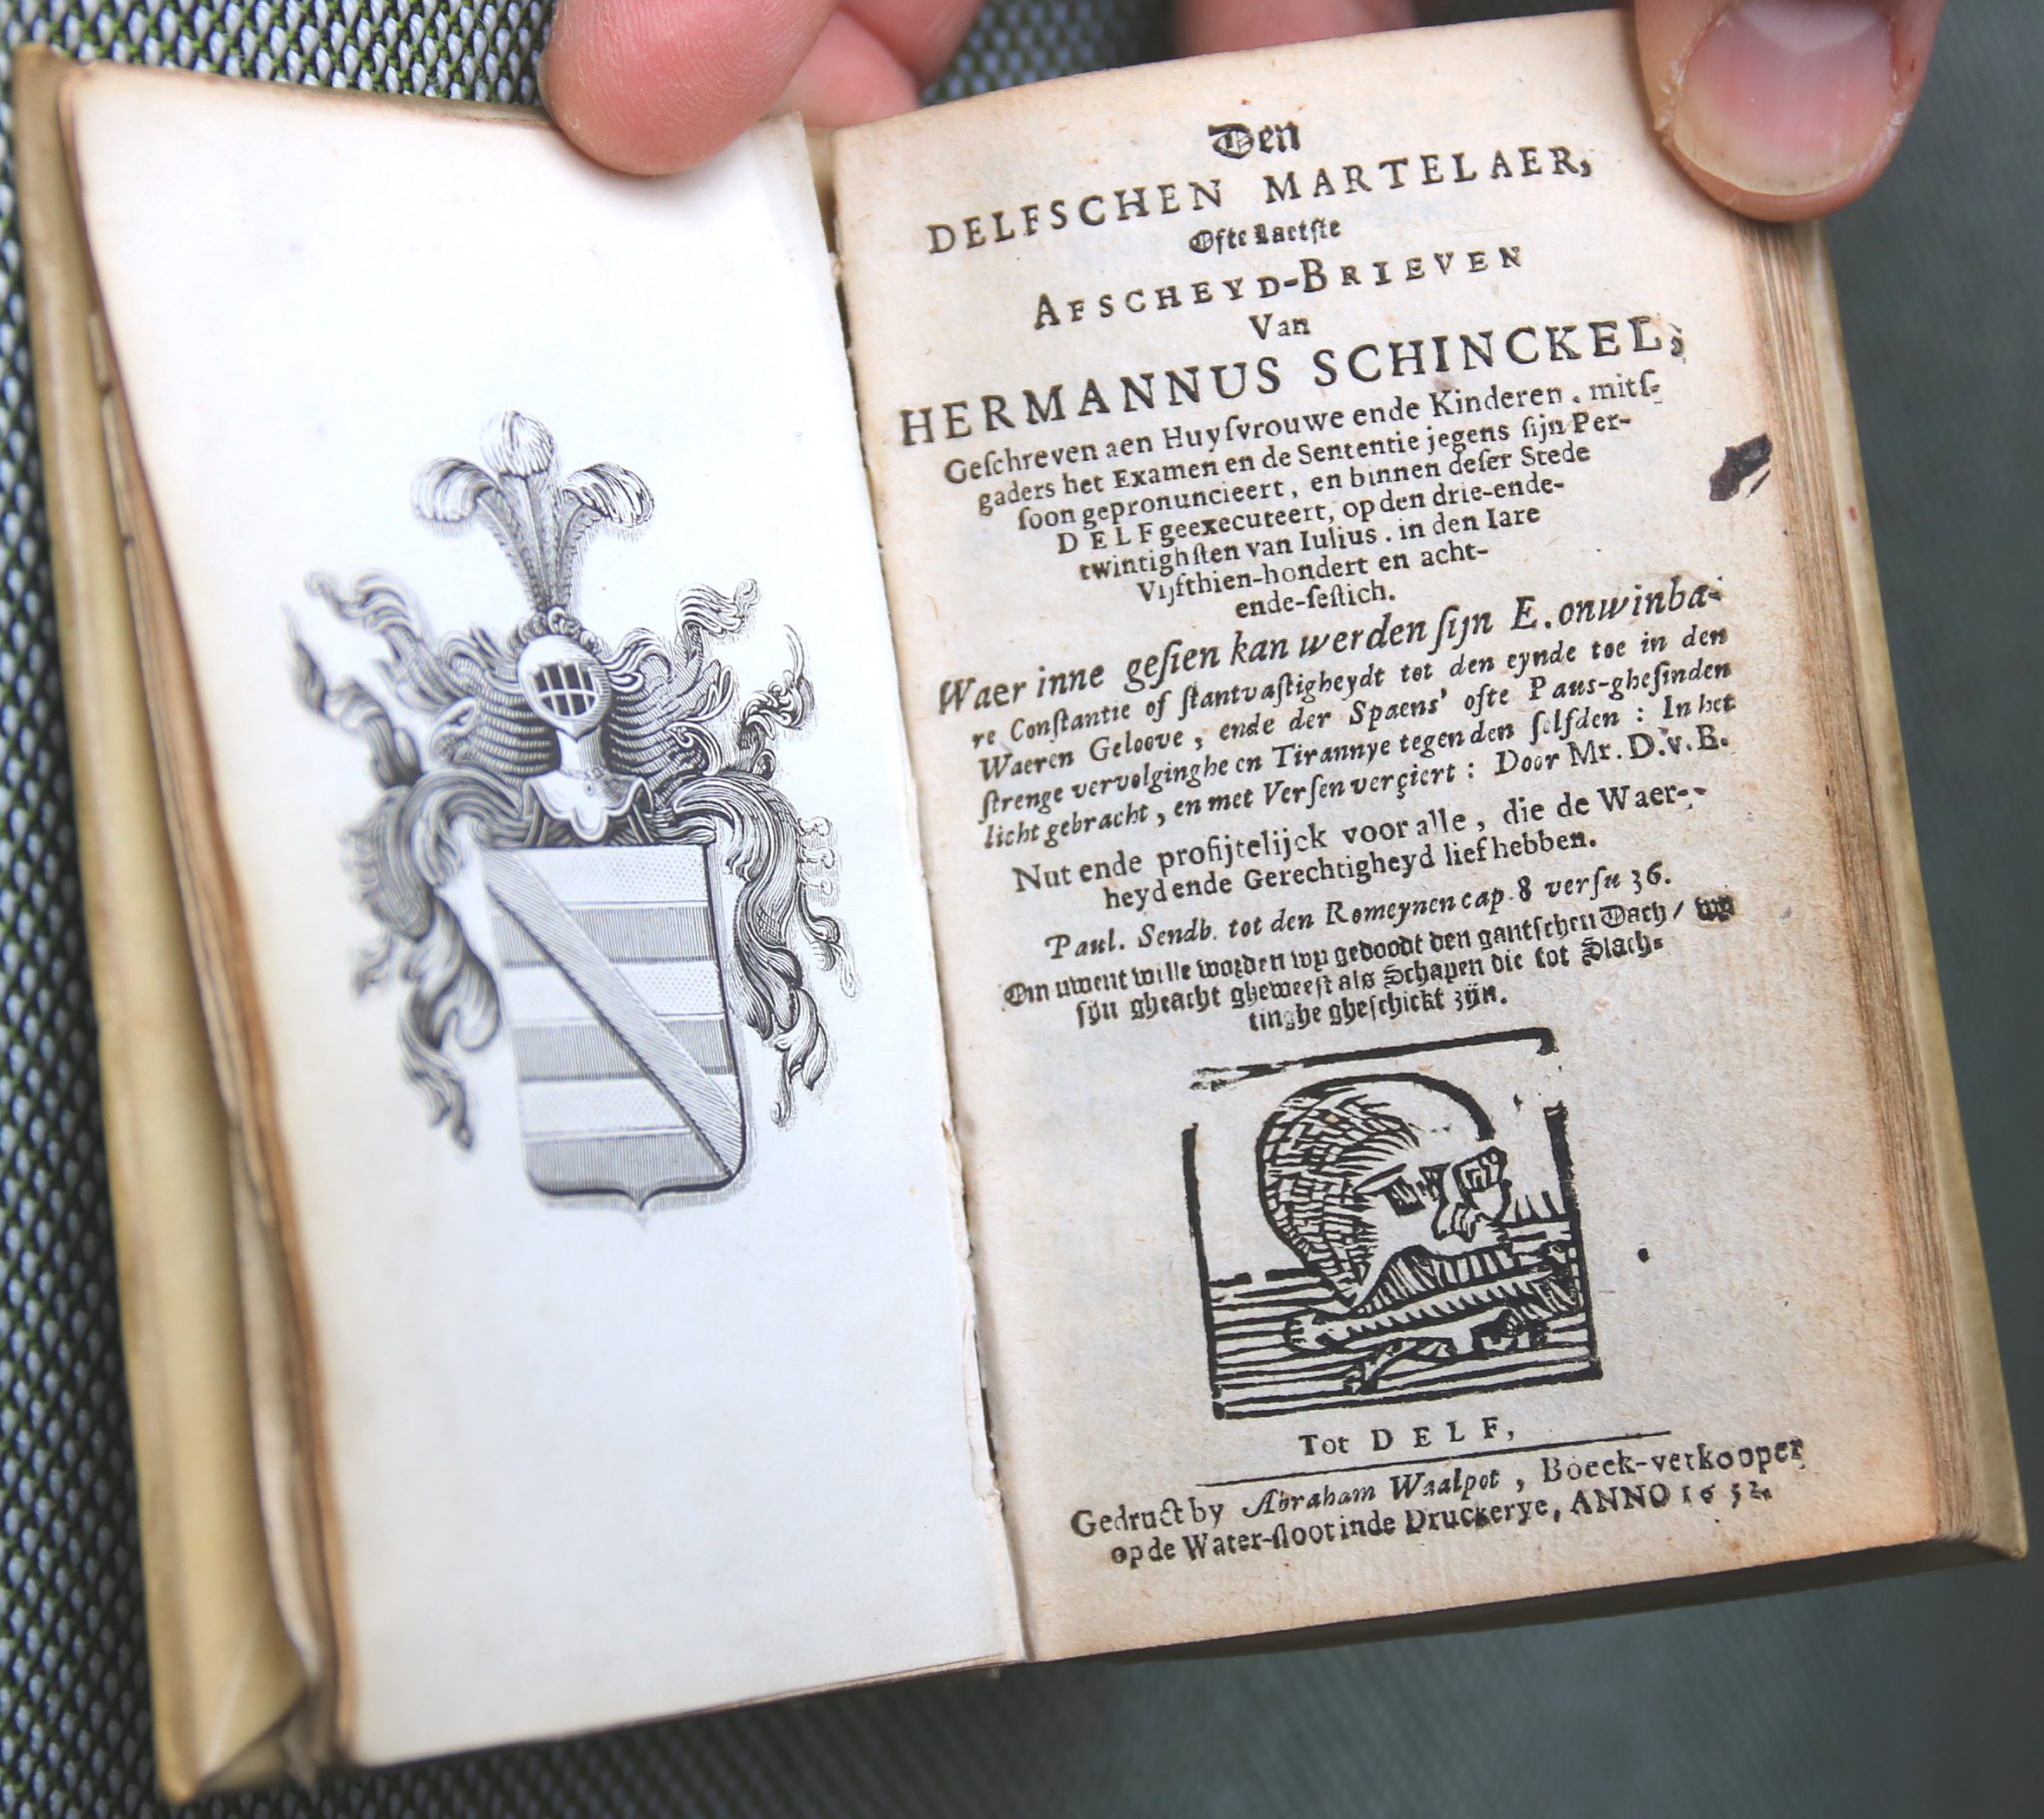 Den
DELFSCHEN MARTELAER,
Ofte laetste
AFSCHEYD-BRIEVEN
Van
HERMANNUS SCHINCKEL,
Geſchreven aen Huyſvrouwe ende Kinderen, mitſ-
gaders het Examen en de Sententie jegens ſijn Per-
ſoon gepronuncieert, en binnen deſer Stede
DELF geexecuteert, op den drie-ende-
twintighſten van Iulius. in den Iare
Vijfthien-hondert en acht-
ende-ſeſtich.
Waer inne geſien kan werden ſijn E. onwinba-
re Conſtantie of ſtantvaſtigheydt tot den eynde toe in den
Waeren Geloove, ende der Spaens' ofte Paus-gheſinden
ſtrenge vervolginghe en Tirannye tegen den ſelfden: In het
licht gebracht, en met Verſen verçiert: Door Mr. D.v.B.
Nut ende profijtelijck voor alle, die de Waer-
heyd ende Gerechtigheyd lief hebben.
Paul. Sendb. tot den Romeynen cap. 8 verſu 36.
Om uwent wille worden wy gedoodt den gantſchen Dach / wy
ſijn gheacht gheweeſt als Schapen die tot Slach-
tinghe gheſchickt zijn.
Tot DELF,
Gedruct by Abraham Waalpot, Boeck-verkooper
op de Water-ſloot inde Druckerye, ANNO 1652.